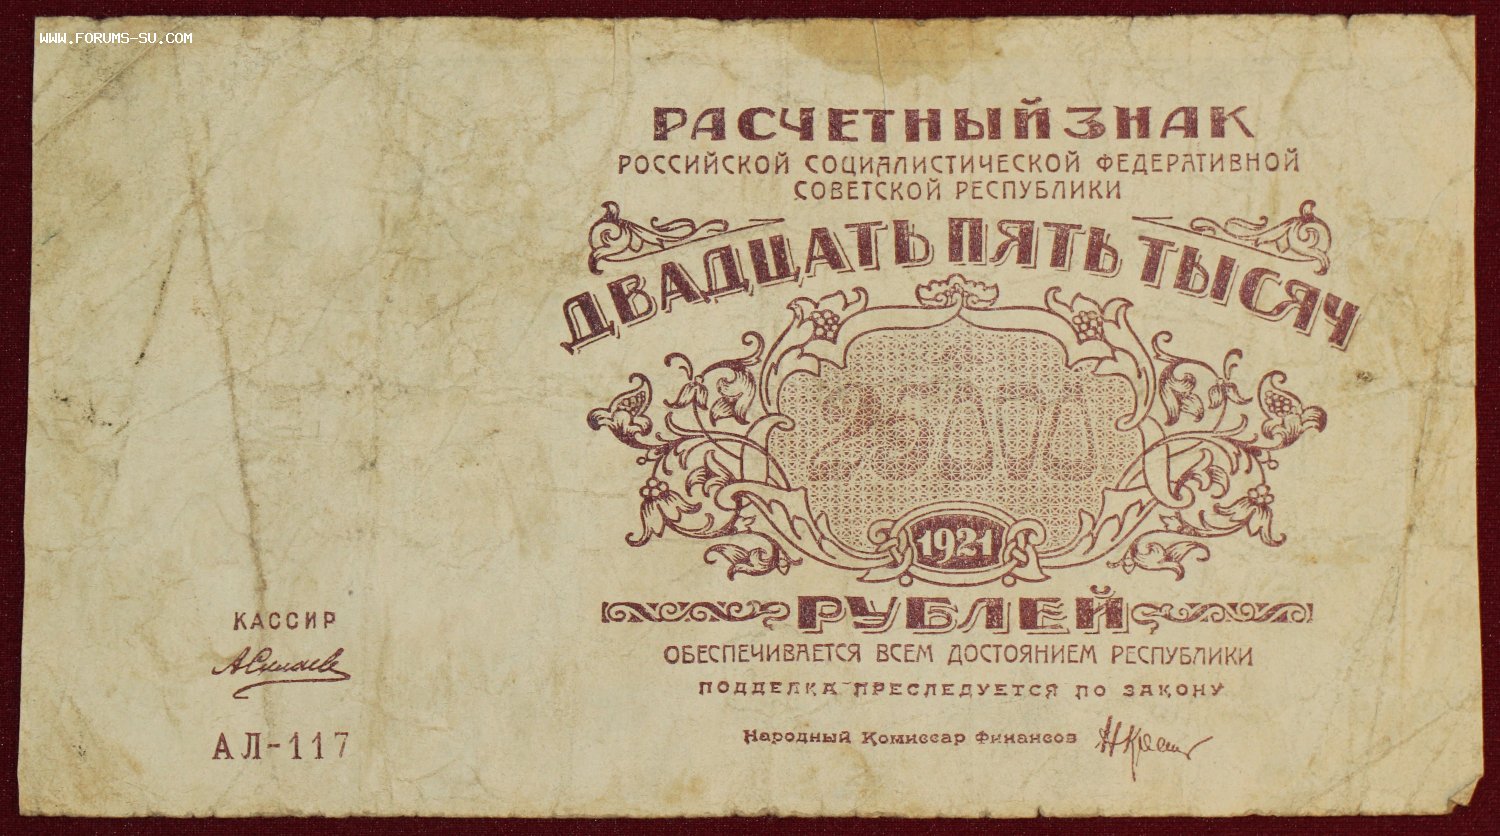 WWW.FORUMS-SU.COM
РАСЧЕТНЫЙ ЗНАК
РОССИЙСКОЙ СОЦИАЛИСТИЧЕСКОЙ ФЕДЕРАТИВНОЙ
СОВЕТСКОЙ РЕСПУБЛИКИ
ДВАДЦАТЬ ПЯТЬ ТЫСЯЧ
25000
1921
РУБЛЕЙ
ОБЕСПЕЧИВАЕТСЯ ВСЕМ ДОСТОЯНИЕМ РЕСПУБЛИКИ
ПОДДЕЛКА ПРЕСЛЕДУЕТСЯ ПО ЗАКОНУ
Народный Комиссар Финансов
КАССИР
АЛ-117